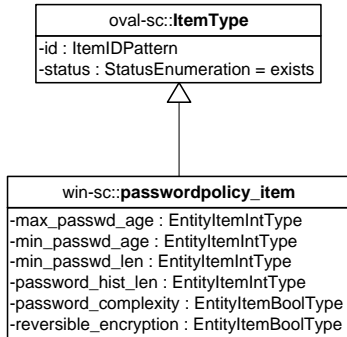 oval-sc::ItemType
-id : ItemIDPattern
-status : StatusEnumeration = exists
win-sc::passwordpolicy_item
-max_passwd_age : EntityItemIntType
-min_passwd_age : EntityItemIntType
-min_passwd_len : EntityItemIntType
-password_hist_len : EntityItemIntType
-password_complexity : EntityItemBoolType
-reversible_encryption : EntityItemBoolType